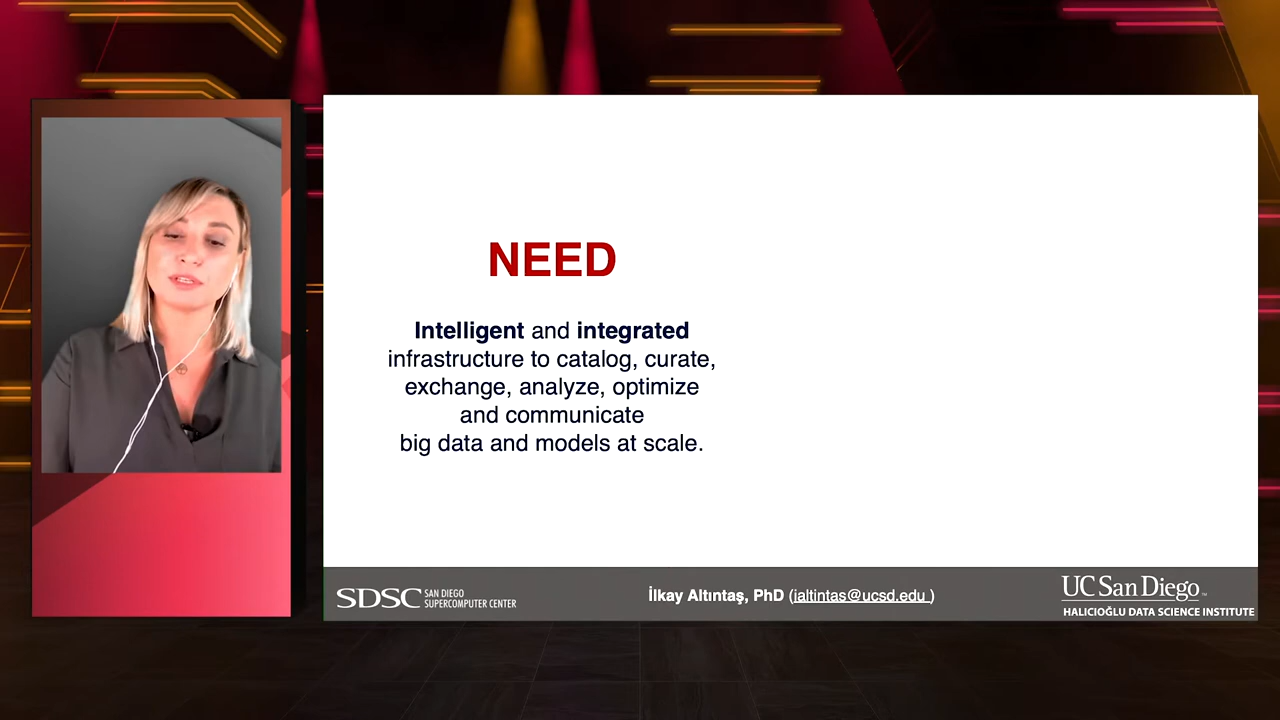 NEED
Intelligent and integrated
infrastructure to catalog, curate,
exchange, analyze, optimize
and communicate
big data and models at scale.
SDSC SAN DIEGO
SUPERCOMPUTER CENTER
İlkay Altıntaş, PhD (ialtintas@ucsd.edu )
UC San Diego
HALICIOĞLU DATA SCIENCE INSTITUTE